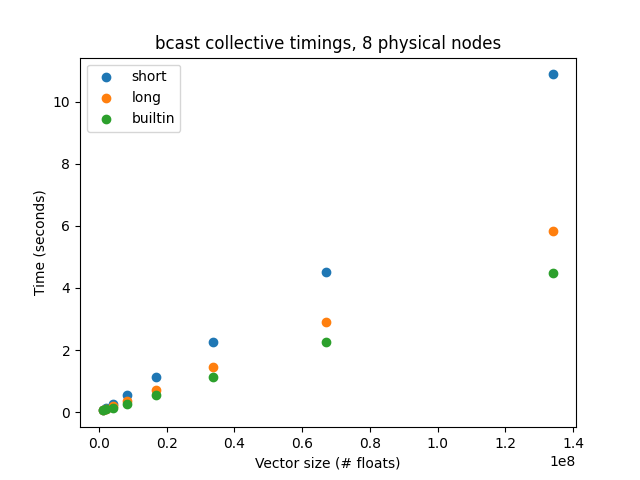 bcast collective timings, 8 physical nodes
short
long
builtin
Time (seconds)
10
8
6
4
2
0
0.0 0.2 0.4 0.6 0.8 1.0 1.2 1.4
1e8
Vector size (# floats)